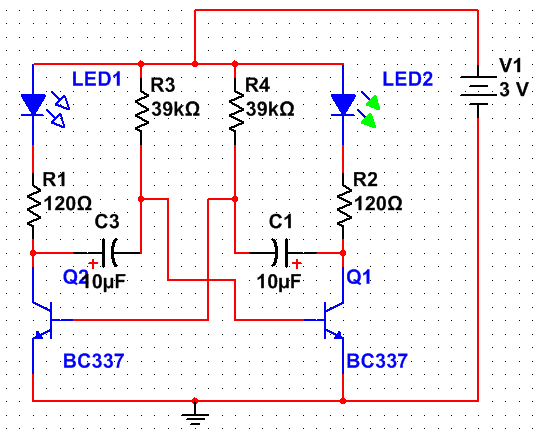 LED1
R3
39kΩ
R4
39kΩ
LED2
V1
3 V
R1
120Ω
R2
120Ω
C3
+
10µF
C1
+
10µF
Q2
Q1
BC337
BC337